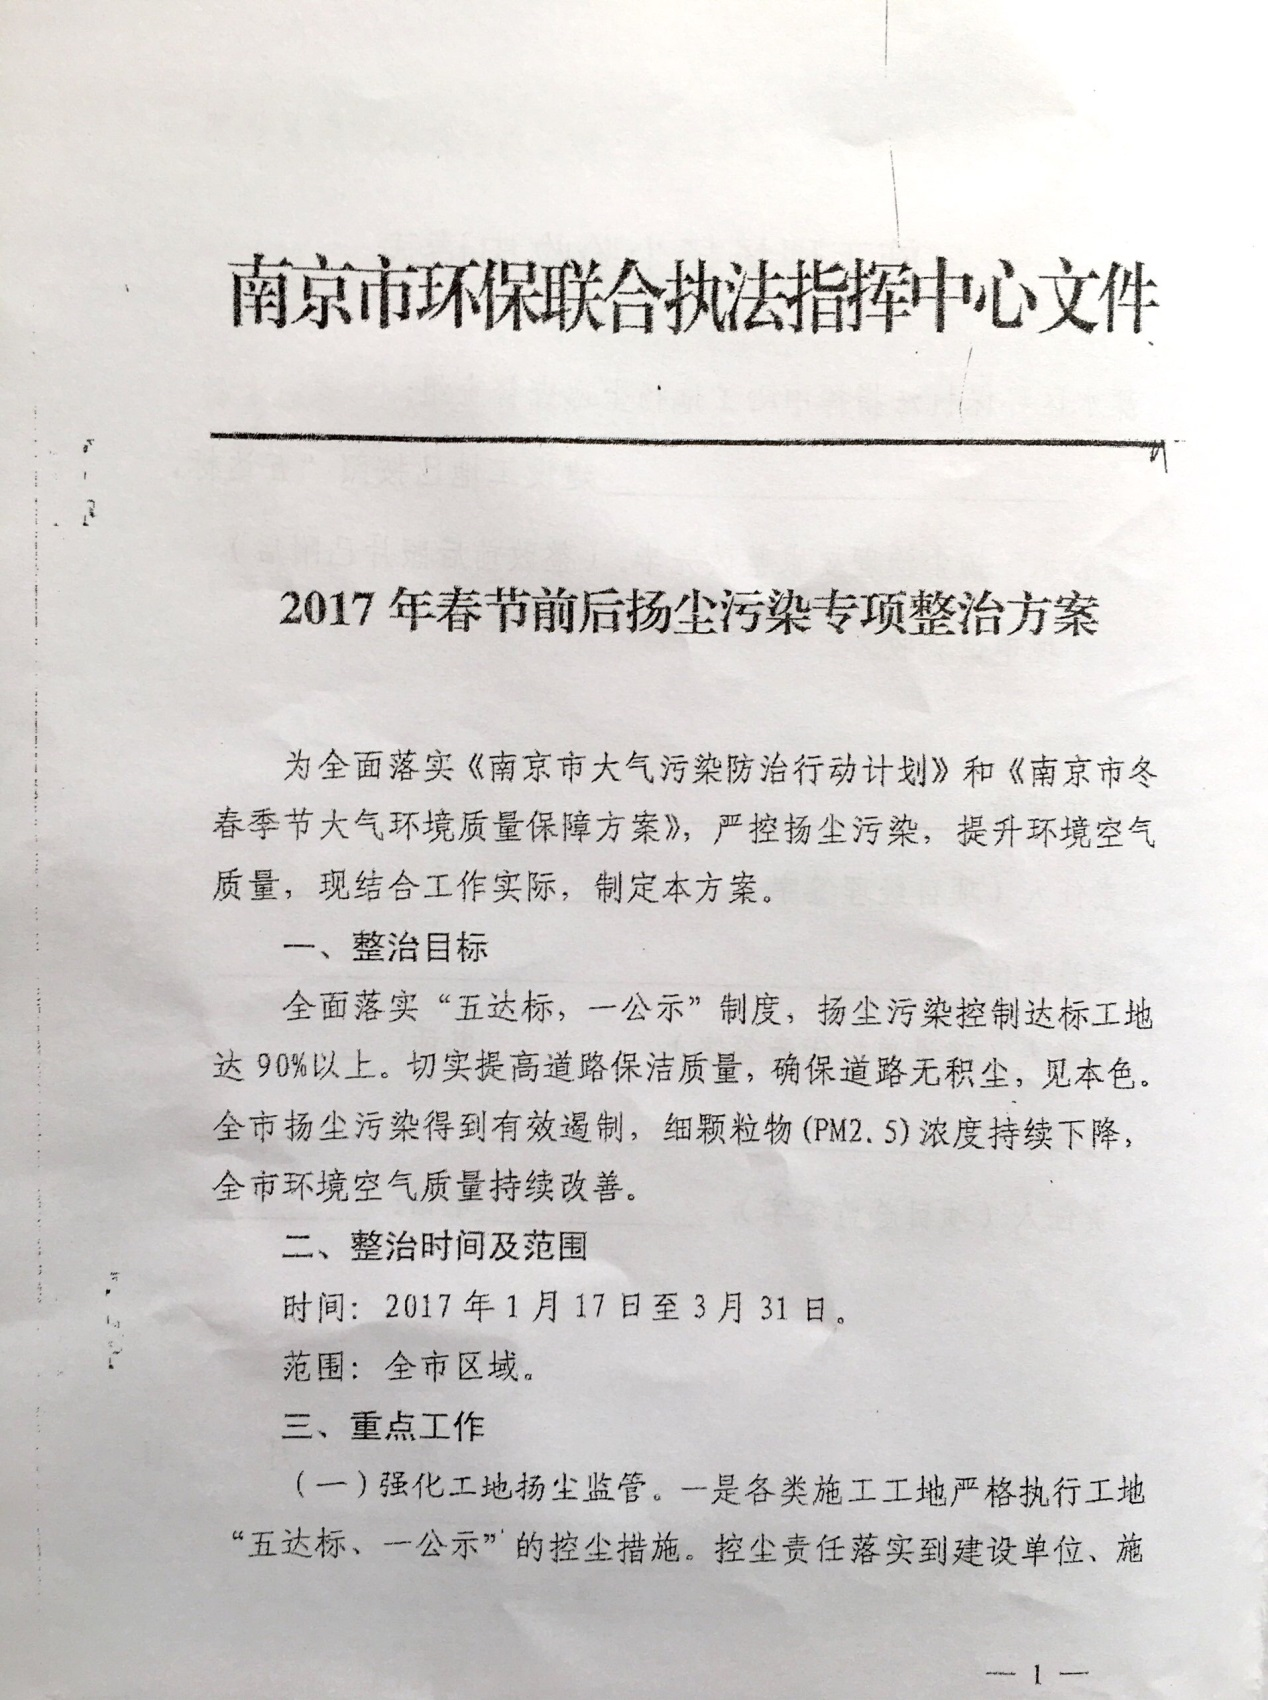 南京市环保联合执法指挥中心文件
2017年春节前后扬尘污染专项整治方案
为全面落实《南京市大气污染防治行动计划》和《南京市冬
春季节大气环境质量保障方案》，严控扬尘污染，提升环境空气
质量，现结合工作实际，制定本方案。
一、整治目标
全面落实“五达标，一公示”制度，扬尘污染控制达标工地
达90%以上。切实提高道路保洁质量，确保道路无积尘，见本色。
全市扬尘污染得到有效遏制，细颗粒物(PM2.5)浓度持续下降，
全市环境空气质量持续改善。
二、整治时间及范围
时间：2017年1月17日至3月31日。
范围：全市区域。
三、重点工作
（一）强化工地扬尘监管。一是各类施工工地严格执行工地
“五达标、一公示”的控尘措施。控尘责任落实到建设单位、施
— 1 —